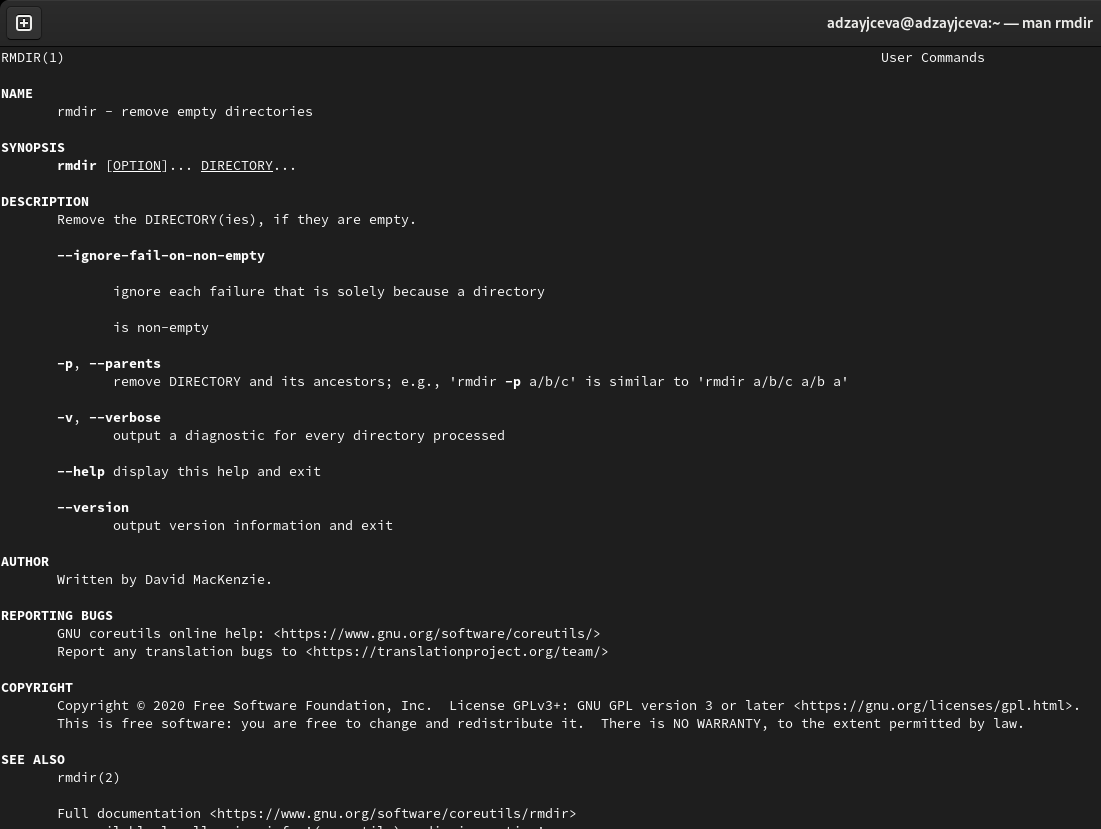 adzayjceva@adzayjceva:~ — man rmdir
RMDIR(1) User Commands
NAME
rmdir - remove empty directories
SYNOPSIS
rmdir [OPTION]... DIRECTORY...
DESCRIPTION
Remove the DIRECTORY(ies), if they are empty.
--ignore-fail-on-non-empty
ignore each failure that is solely because a directory
is non-empty
-p, --parents
remove DIRECTORY and its ancestors; e.g., 'rmdir -p a/b/c' is similar to 'rmdir a/b/c a/b a'
-v, --verbose
output a diagnostic for every directory processed
--help display this help and exit
--version
output version information and exit
AUTHOR
Written by David MacKenzie.
REPORTING BUGS
GNU coreutils online help: <https://www.gnu.org/software/coreutils/>
Report any translation bugs to <https://translationproject.org/team/>
COPYRIGHT
Copyright © 2020 Free Software Foundation, Inc.  License GPLv3+: GNU GPL version 3 or later <https://gnu.org/licenses/gpl.html>.
This is free software: you are free to change and redistribute it.  There is NO WARRANTY, to the extent permitted by law.
SEE ALSO
rmdir(2)
Full documentation <https://www.gnu.org/software/coreutils/rmdir>